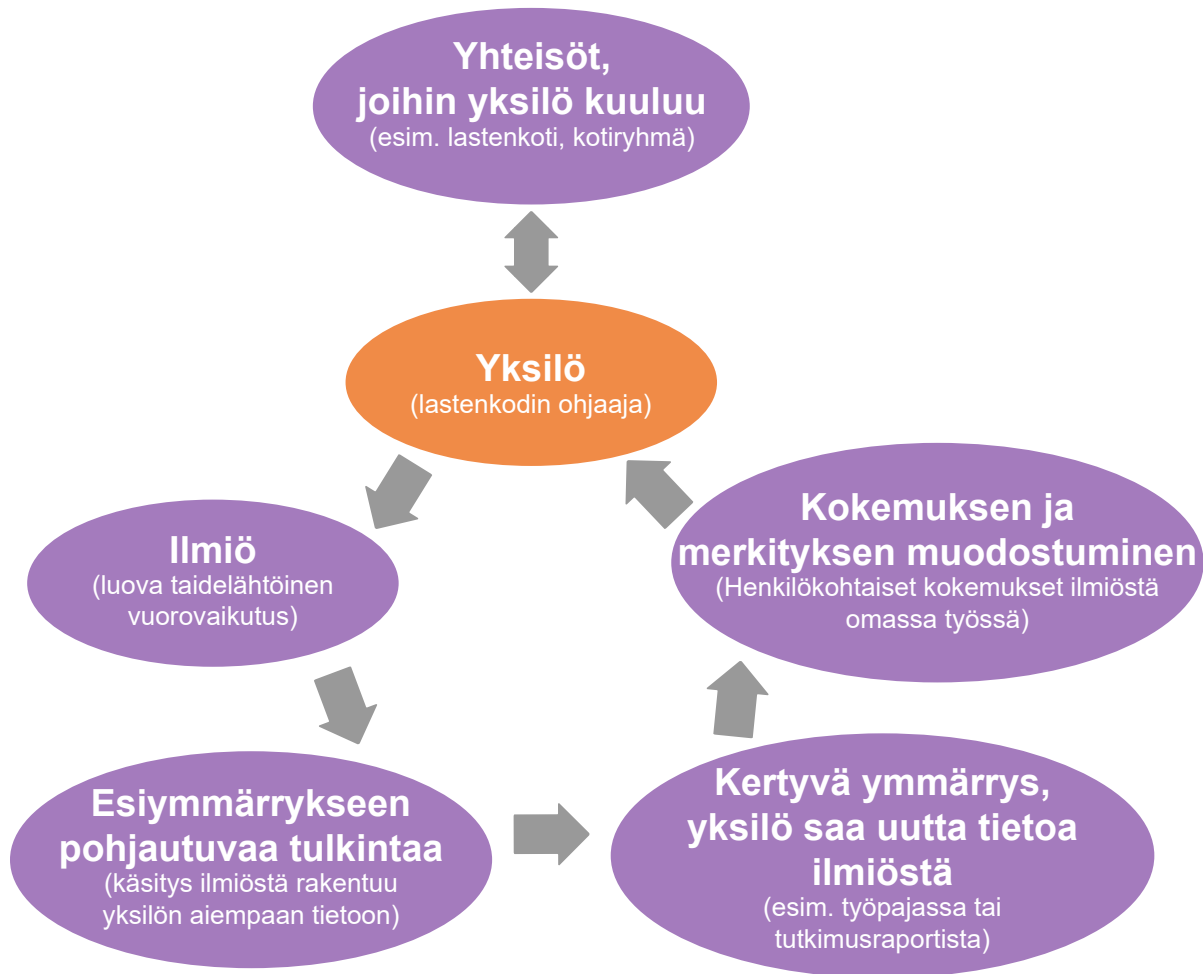 Yhteisöt,
joihin yksilö kuuluu
(esim. lastenkoti, kotiryhmä)
Yksilö
(lastenkodin ohjaaja)
Ilmiö
(luova taidelähtöinen
vuorovaikutus)
Kokemuksen ja
merkityksen muodostuminen
(Henkilökohtaiset kokemukset ilmiöstä
omassa työssä)
Esiymmärrykseen
pohjautuvaa tulkintaa
(käsitys ilmiöstä rakentuu
yksilön aiempaan tietoon)
Kertyvä ymmärrys,
yksilö saa uutta tietoa
ilmiöstä
(esim. työpajassa tai
tutkimusraportista)